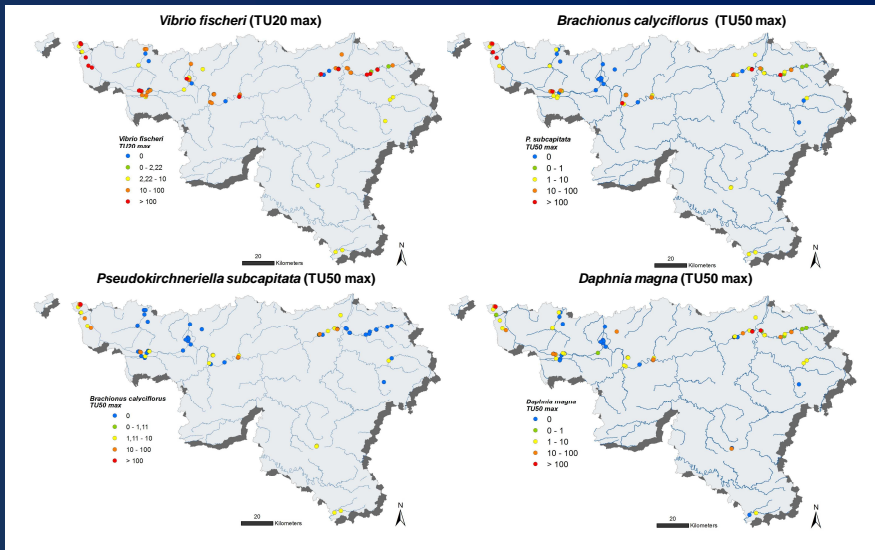 Vibrio fischeri (TU20 max)
Vibrio fischeri
TU20 max
0
0 - 2,22
2,22 - 10
10 - 100
> 100
20
Kilometers
N
Brachionus calyciflorus (TU50 max)
P. subcapitata
TU50 max
0
0 - 1
1 - 10
10 - 100
> 100
20
Kilometers
N
Pseudokirchneriella subcapitata (TU50 max)
Brachionus calyciflorus
TU50 max
0
0 - 1,11
1,11 - 10
10 - 100
> 100
20
Kilometers
N
Daphnia magna (TU50 max)
Daphnia magna
TU50 max
0
0 - 1
1 - 10
10 - 100
> 100
20
Kilometers
N